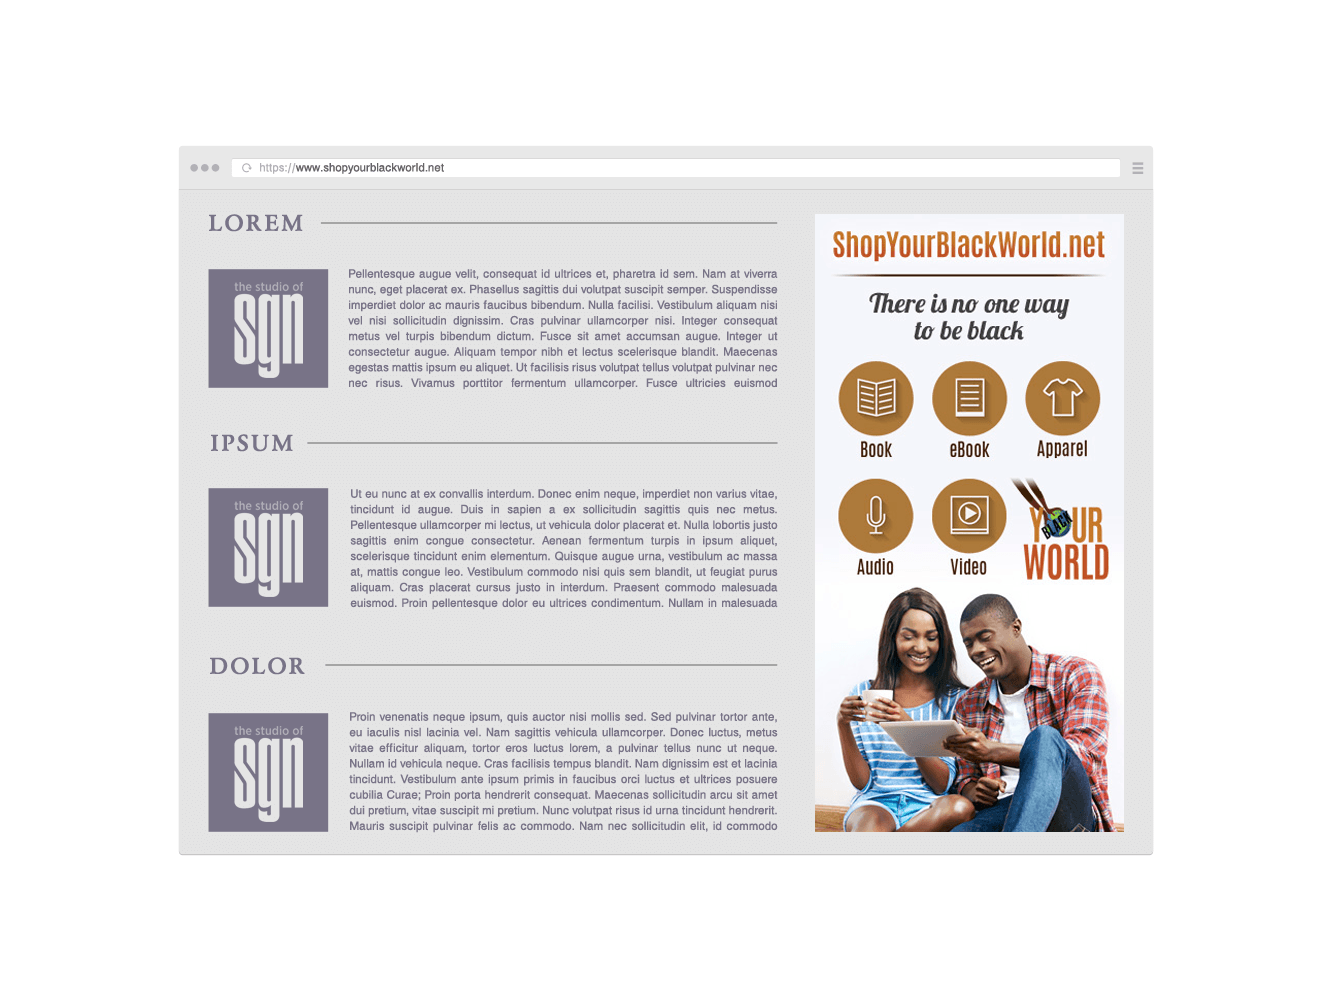 https://www.shopyourblackworld.net
LOREM
the studio of
sgn
Pellentesque augue velit, consequat id ultrices et, pharetra id sem. Nam at viverra
nunc, eget placerat ex. Phasellus sagittis dui volutpat suscipit semper. Suspendisse
imperdiet dolor ac mauris faucibus bibendum. Nulla facilisi. Vestibulum aliquam nisi
vel nisi sollicitudin dignissim. Cras pulvinar ullamcorper nisi. Integer consequat
metus vel turpis bibendum dictum. Fusce sit amet accumsan augue. Integer ut
consectetur augue. Aliquam tempor nibh et lectus scelerisque blandit. Maecenas
egestas mattis ipsum eu aliquet. Ut facilisis risus volutpat tellus volutpat pulvinar nec
nec risus. Vivamus porttitor fermentum ullamcorper. Fusce ultricies euismod
IPSUM
the studio of
sgn
Ut eu nunc at ex convallis interdum. Donec enim neque, imperdiet non varius vitae,
tincidunt id augue. Duis in sapien a ex sollicitudin sagittis quis nec metus.
Pellentesque ullamcorper mi lectus, ut vehicula dolor placerat et. Nulla lobortis justo
sagittis enim congue consectetur. Aenean fermentum turpis in ipsum aliquet,
scelerisque tincidunt enim elementum. Quisque augue urna, vestibulum ac massa
at, mattis congue leo. Vestibulum commodo nisi quis sem blandit, ut feugiat purus
aliquam. Cras placerat cursus justo in interdum. Praesent commodo malesuada
euismod. Proin pellentesque dolor eu ultrices condimentum. Nullam in malesuada
DOLOR
the studio of
sgn
Proin venenatis neque ipsum, quis auctor nisi mollis sed. Sed pulvinar tortor ante,
eu iaculis nisl lacinia vel. Nam sagittis vehicula ullamcorper. Donec luctus, metus
vitae efficitur aliquam, tortor eros luctus lorem, a pulvinar tellus nunc ut neque.
Nullam id vehicula neque. Cras facilisis tempus blandit. Nam dignissim est et lacinia
tincidunt. Vestibulum ante ipsum primis in faucibus orci luctus et ultrices posuere
cubilia Curae; Proin porta hendrerit consequat. Maecenas sollicitudin arcu sit amet
dui pretium, vitae suscipit mi pretium. Nunc volutpat risus id urna tincidunt hendrerit.
Mauris suscipit pulvinar felis ac commodo. Nam nec sollicitudin elit, id commodo
ShopYourBlackWorld.net
There is no one way
to be black
Book
eBook
Apparel
Audio
Video
YOUR
BLACK
WORLD